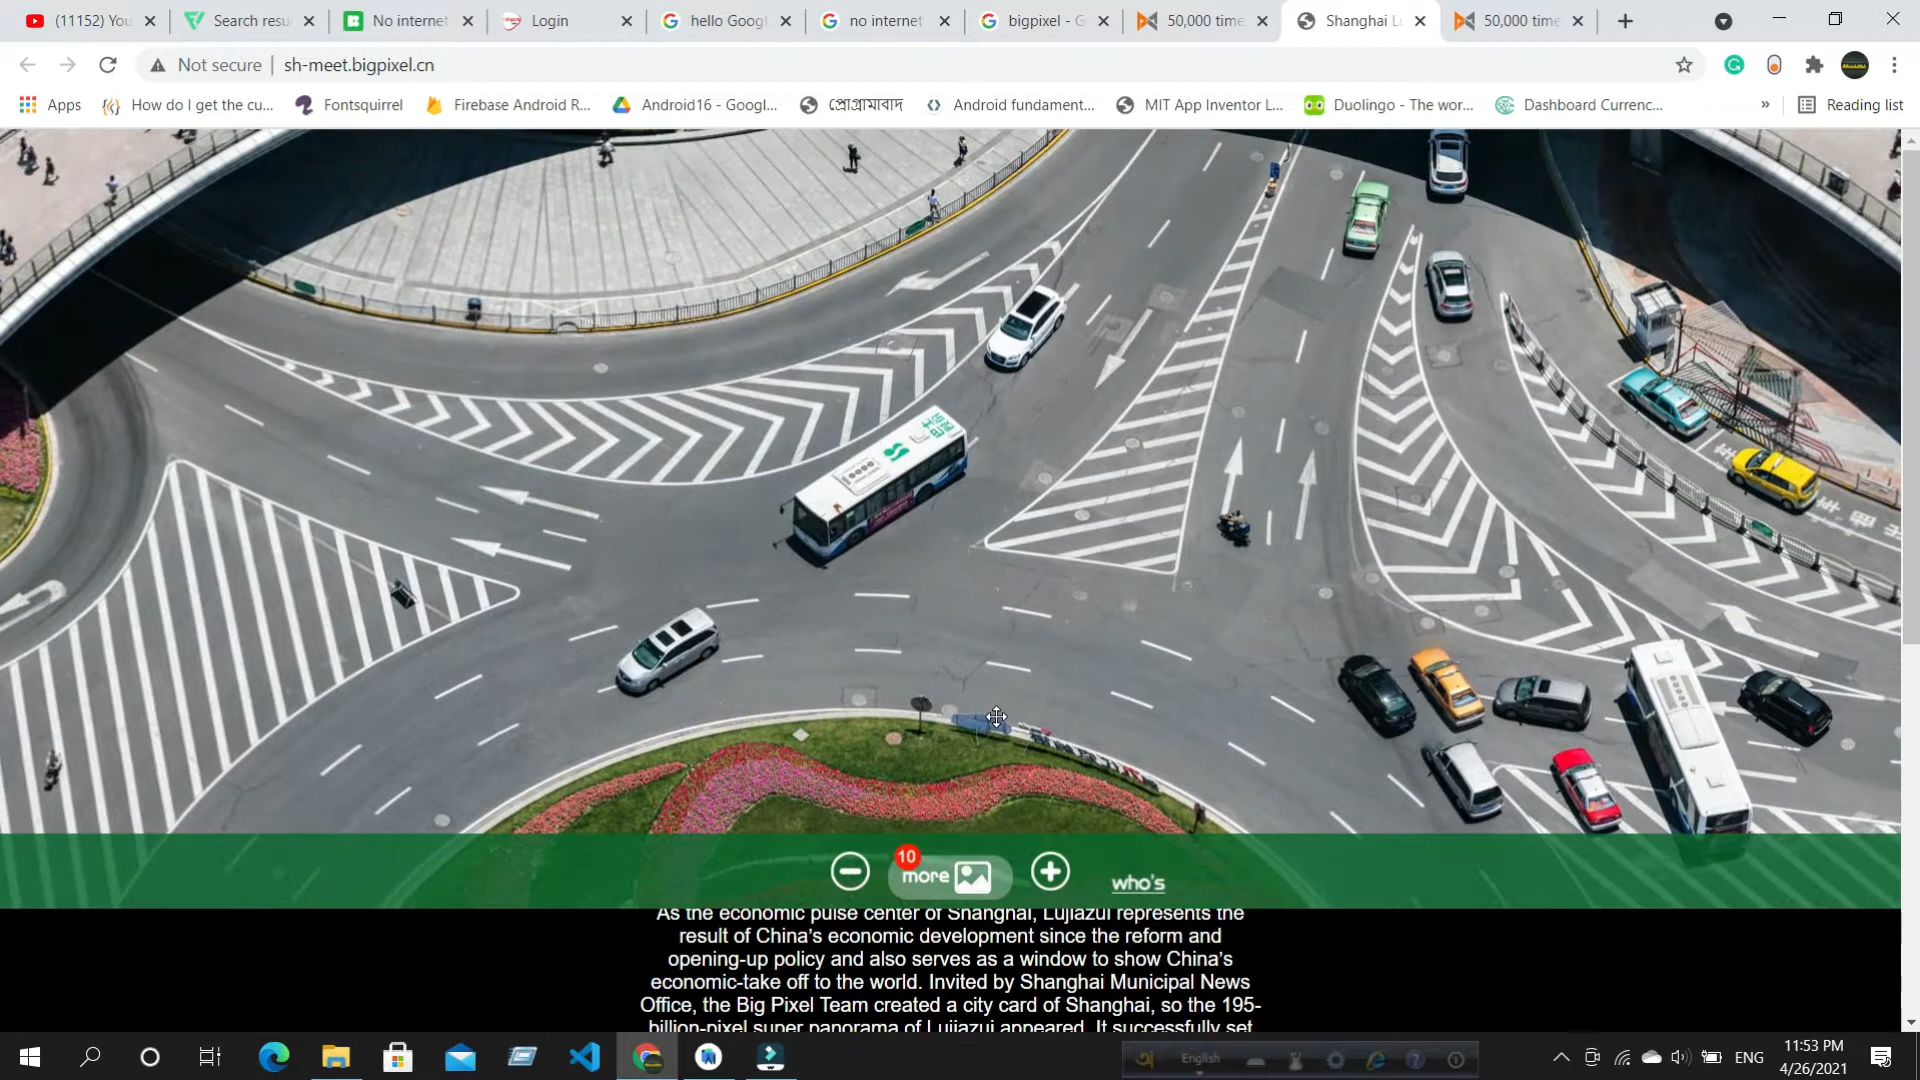 (11152) You
Search resu
No internet
Login
hello Googl
no internet
bigpixel - G
50,000 time
Shanghai Lu
50,000 time
Not secure
sh-meet.bigpixel.cn
Apps
How do I get the cu...
Fontsquirrel
Firebase Android R...
Android16 - Googl...
প্রোগ্রামাবাদ
Android fundament...
MIT App Inventor L...
Duolingo - The wor...
Dashboard Currenc...
»
Reading list
10
more
who's
As the economic pulse center of Shanghai, Lujiazui represents the
result of China's economic development since the reform and
opening-up policy and also serves as a window to show China's
economic-take off to the world. Invited by Shanghai Municipal News
Office, the Big Pixel Team created a city card of Shanghai, so the 195-
billion-pixel super panorama of Lujiazui appeared. It successfully set
English
ENG
11:53 PM
4/26/2021